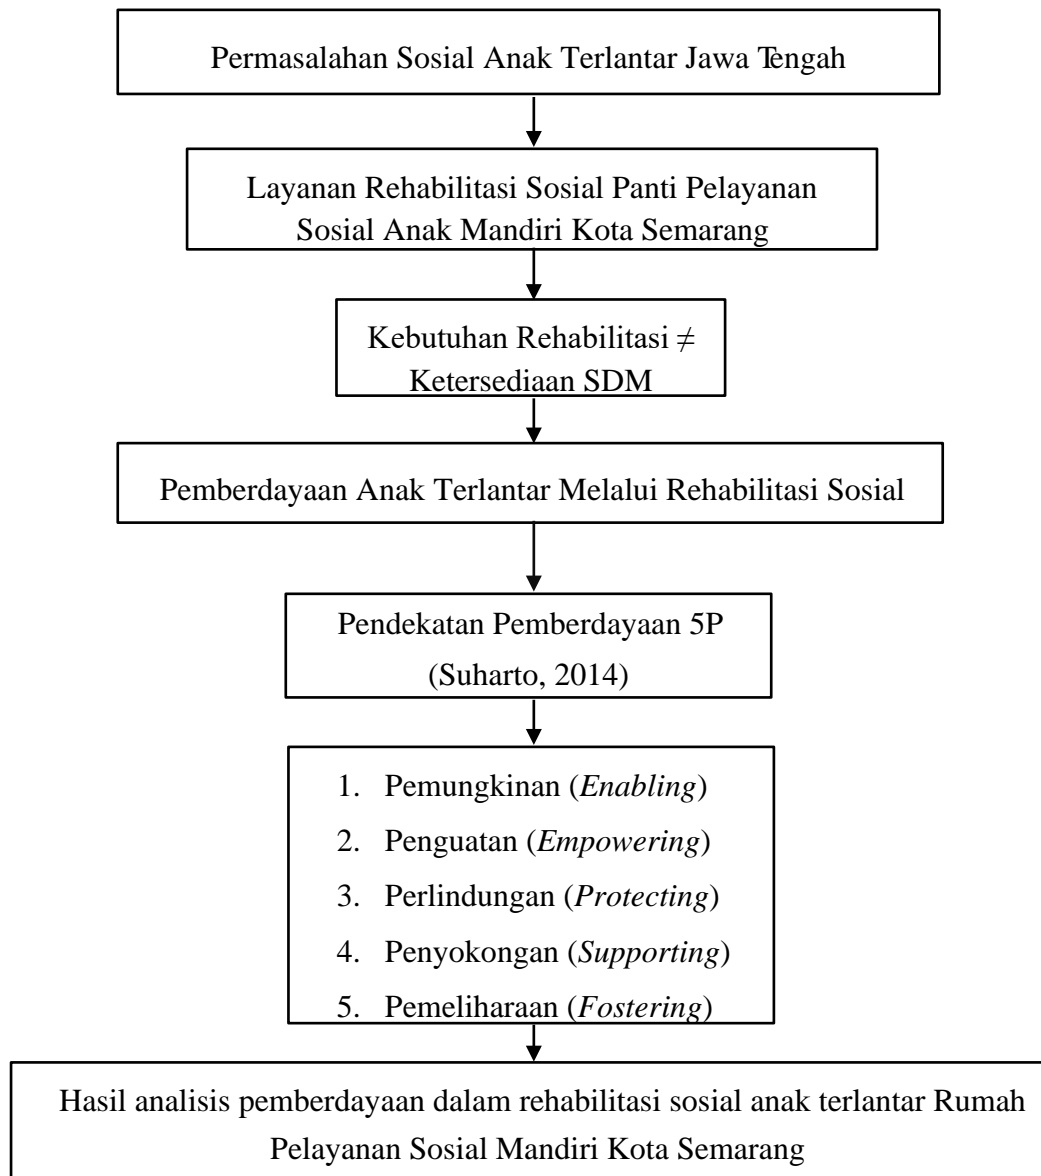 Permasalahan Sosial Anak Terlantar Jawa Tengah
Layanan Rehabilitasi Sosial Panti Pelayanan
Sosial Anak Mandiri Kota Semarang
Kebutuhan Rehabilitasi ≠
Ketersediaan SDM
Pemberdayaan Anak Terlantar Melalui Rehabilitasi Sosial
Pendekatan Pemberdayaan 5P
(Suharto, 2014)
1. Pemungkinan (Enabling)
2. Penguatan (Empowering)
3. Perlindungan (Protecting)
4. Penyokongan (Supporting)
5. Pemeliharaan (Fostering)
Hasil analisis pemberdayaan dalam rehabilitasi sosial anak terlantar Rumah
Pelayanan Sosial Mandiri Kota Semarang